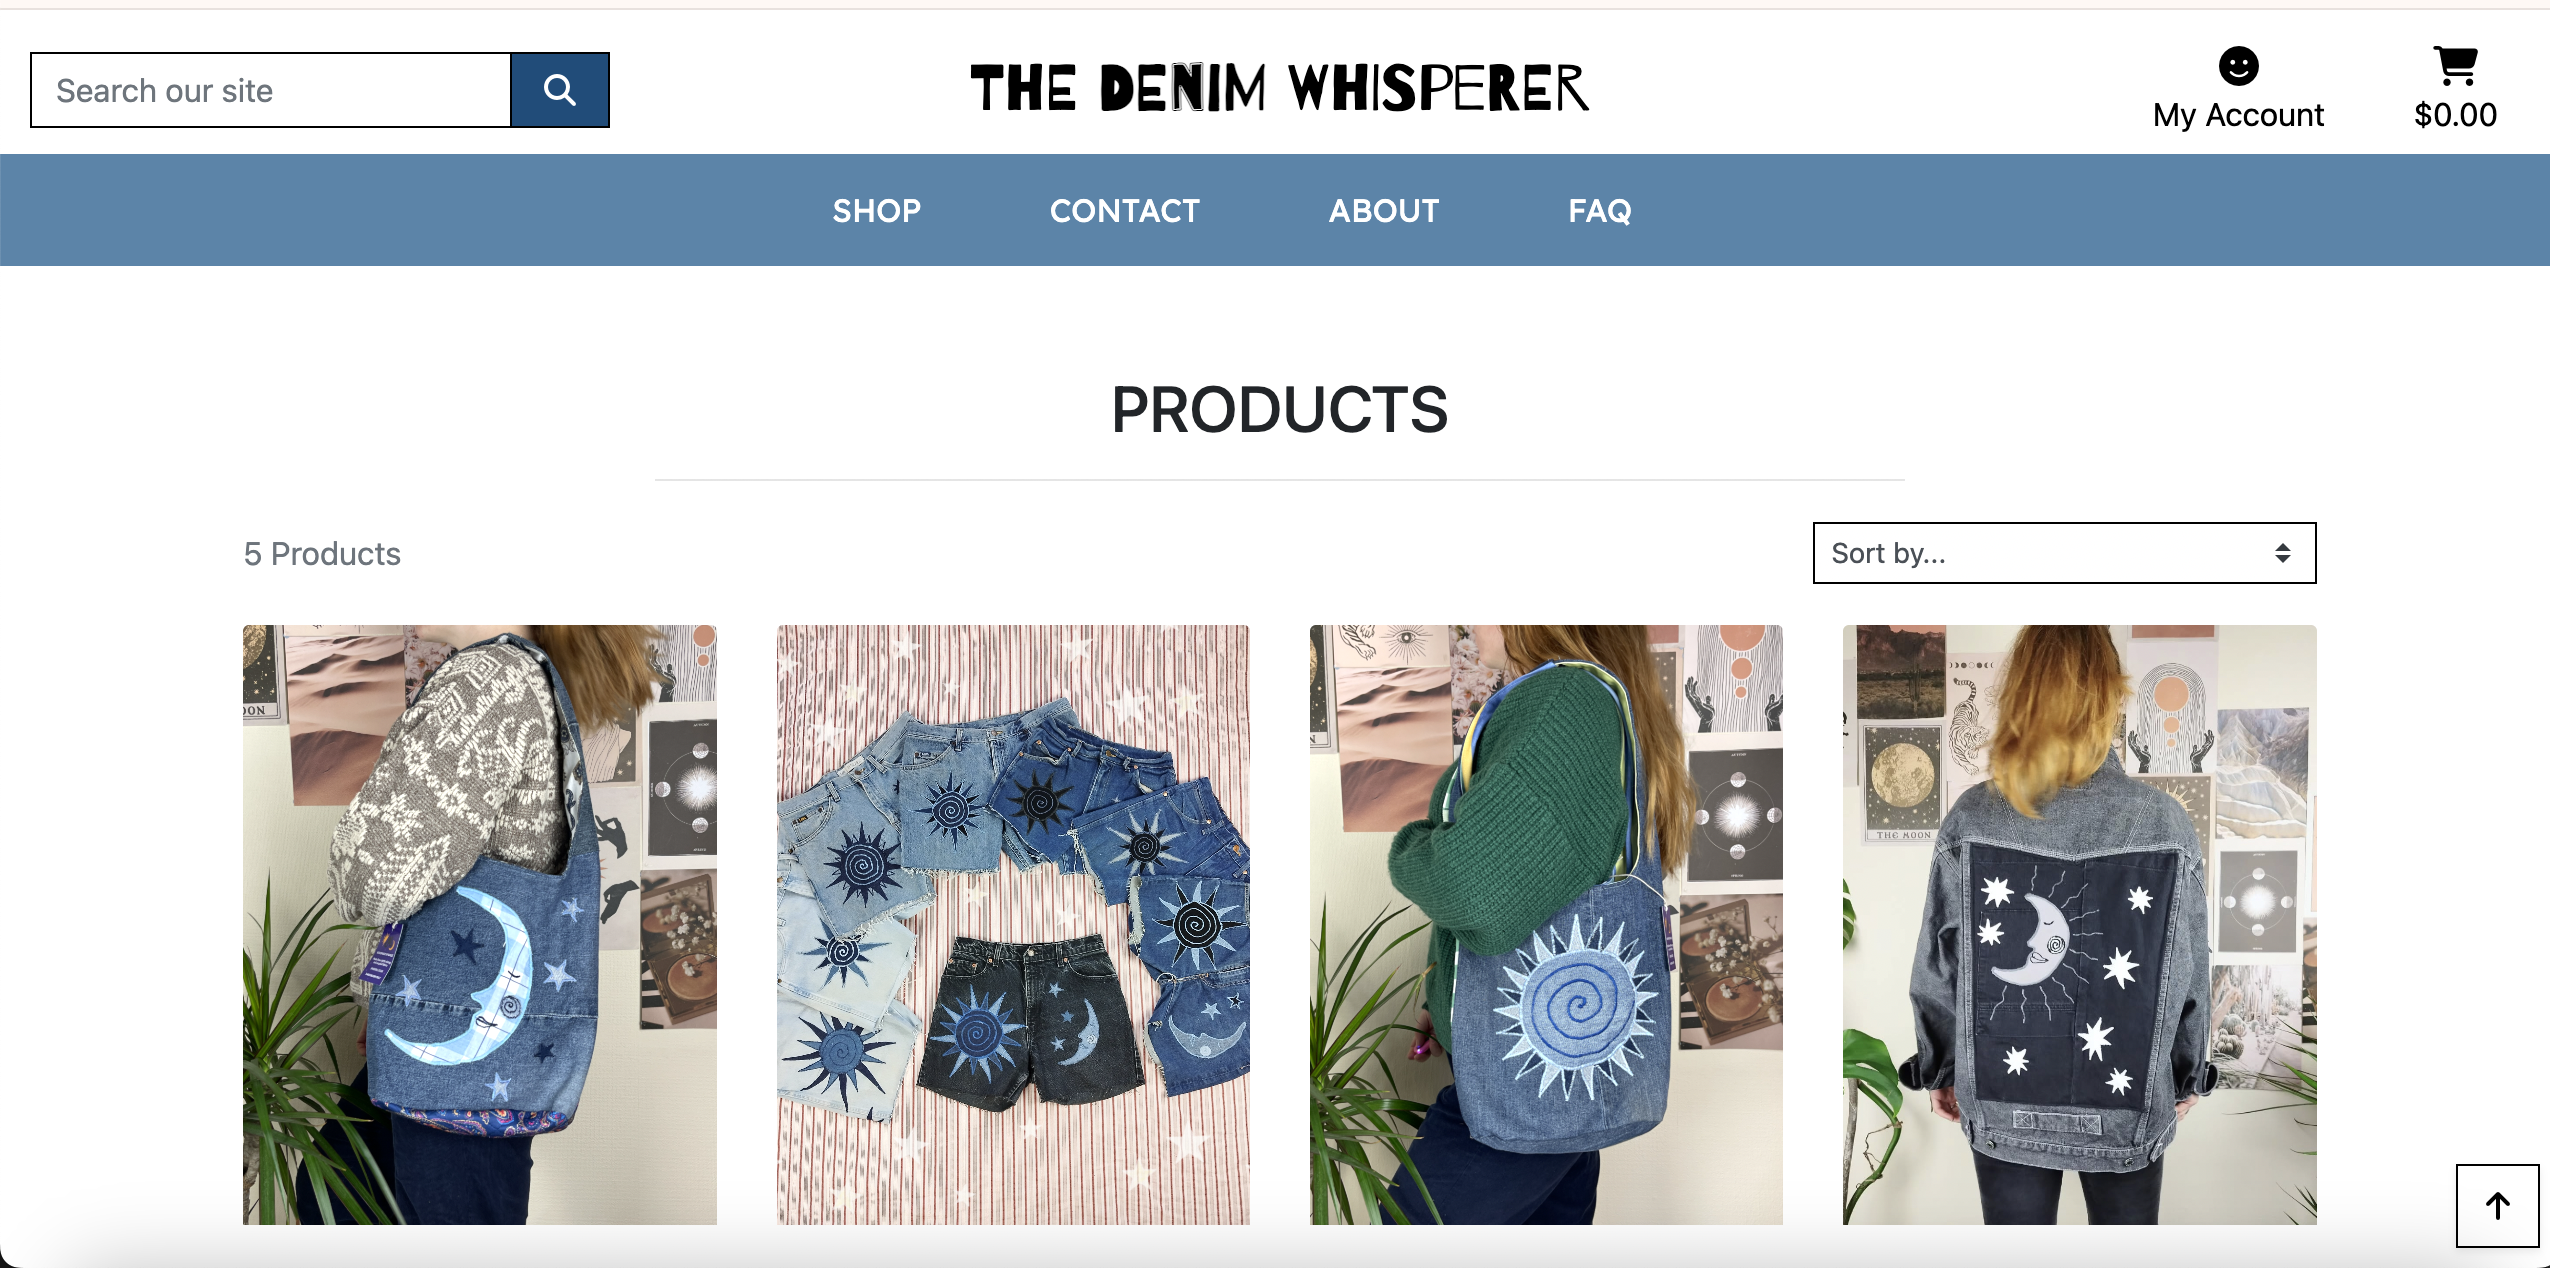 Search our site
THE DENIM WHISPERER
My Account
$0.00
SHOP
CONTACT
ABOUT
FAQ
PRODUCTS
5 Products
Sort by...
OON
THE MOON